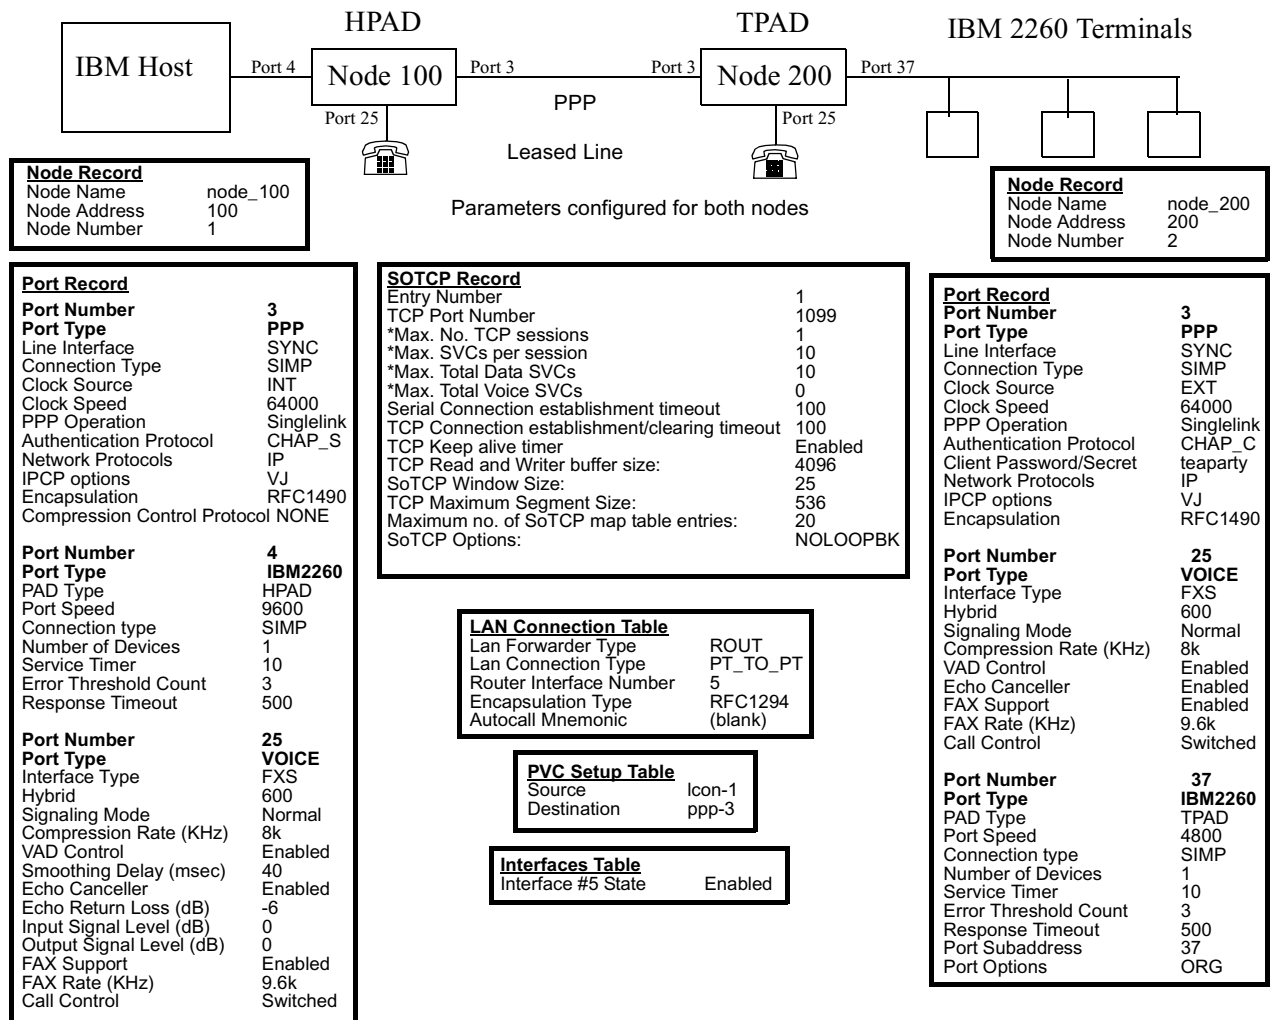 HPAD
TPAD
IBM 2260 Terminals
IBM Host
Port 4
Node 100
Port 3
Port 3
Node 200
Port 37
PPP
Port 25
Port 25
Leased Line
Parameters configured for both nodes
Node Record
Node Name node_100
Node Address 100
Node Number 1
Node Record
Node Name node_200
Node Address 200
Node Number 2
Port Record
Port Number 3
Port Type PPP
Line Interface SYNC
Connection Type SIMP
Clock Source INT
Clock Speed 64000
PPP Operation Singlelink
Authentication Protocol CHAP_S
Network Protocols IP
IPCP options VJ
Encapsulation RFC1490
Compression Control Protocol NONE
Port Number 4
Port Type IBM2260
PAD Type HPAD
Port Speed 9600
Connection type SIMP
Number of Devices 1
Service Timer 10
Error Threshold Count 3
Response Timeout 500
Port Number 25
Port Type VOICE
Interface Type FXS
Hybrid 600
Signaling Mode Normal
Compression Rate (KHz) 8k
VAD Control Enabled
Smoothing Delay (msec) 40
Echo Canceller Enabled
Echo Return Loss (dB) -6
Input Signal Level (dB) 0
Output Signal Level (dB) 0
FAX Support Enabled
FAX Rate (KHz) 9.6k
Call Control Switched
SOTCP Record
Entry Number 1
TCP Port Number 1099
*Max. No. TCP sessions 1
*Max. SVCs per session 10
*Max. Total Data SVCs 10
*Max. Total Voice SVCs 0
Serial Connection establishment timeout 100
TCP Connection establishment/clearing timeout 100
TCP Keep alive timer Enabled
TCP Read and Writer buffer size: 4096
SoTCP Window Size: 25
TCP Maximum Segment Size: 536
Maximum no. of SoTCP map table entries: 20
SoTCP Options: NOLOOPBK
LAN Connection Table
Lan Forwarder Type ROUT
Lan Connection Type PT_TO_PT
Router Interface Number 5
Encapsulation Type RFC1294
Autocall Mnemonic (blank)
PVC Setup Table
Source lcon-1
Destination ppp-3
Interfaces Table
Interface #5 State Enabled
Port Record
Port Number 3
Port Type PPP
Line Interface SYNC
Connection Type SIMP
Clock Source EXT
Clock Speed 64000
PPP Operation Singlelink
Authentication Protocol CHAP_C
Client Password/Secret teaparty
Network Protocols IP
IPCP options VJ
Encapsulation RFC1490
Port Number 25
Port Type VOICE
Interface Type FXS
Hybrid 600
Signaling Mode Normal
Compression Rate (KHz) 8k
VAD Control Enabled
Echo Canceller Enabled
FAX Support Enabled
FAX Rate (KHz) 9.6k
Call Control Switched
Port Number 37
Port Type IBM2260
PAD Type TPAD
Port Speed 4800
Connection type SIMP
Number of Devices 1
Service Timer 10
Error Threshold Count 3
Response Timeout 500
Port Subaddress 37
Port Options ORG